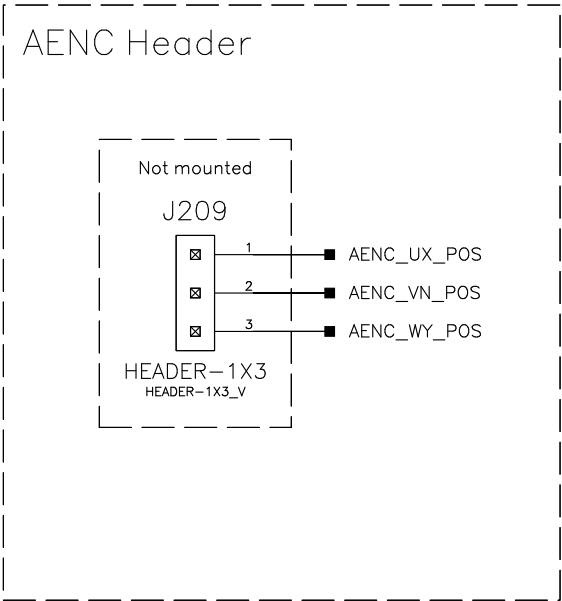 AENC Header
Not mounted
J209
1 AENC_UX_POS
2 AENC_VN_POS
3 AENC_WY_POS
HEADER-1X3
HEADER-1X3_V